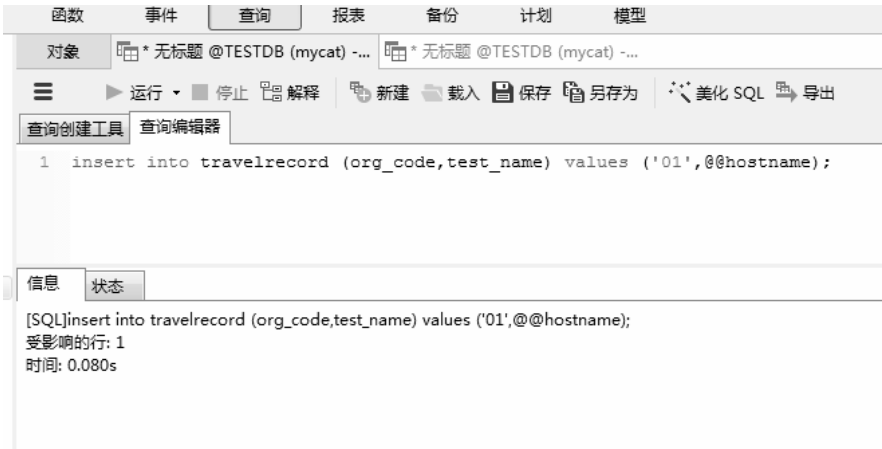 函数 事件 查询 报表 备份 计划 模型
对象 * 无标题 @TESTDB (mycat) -... * 无标题 @TESTDB (mycat) -...
运行 停止 解释 新建 载入 保存 另存为 美化 SQL 导出
查询创建工具 查询编辑器
1 insert into travelrecord (org_code,test_name) values ('01',@@hostname);
信息 状态
[SQL]insert into travelrecord (org_code,test_name) values ('01',@@hostname);
受影响的行: 1
时间: 0.080s